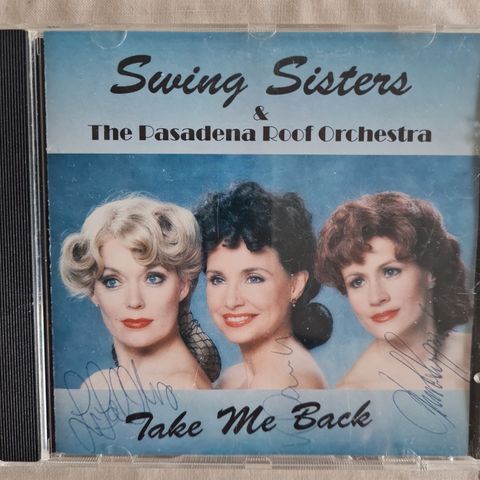 Swing Sisters
&
The Pasadena Roof Orchestra
Take Me Back